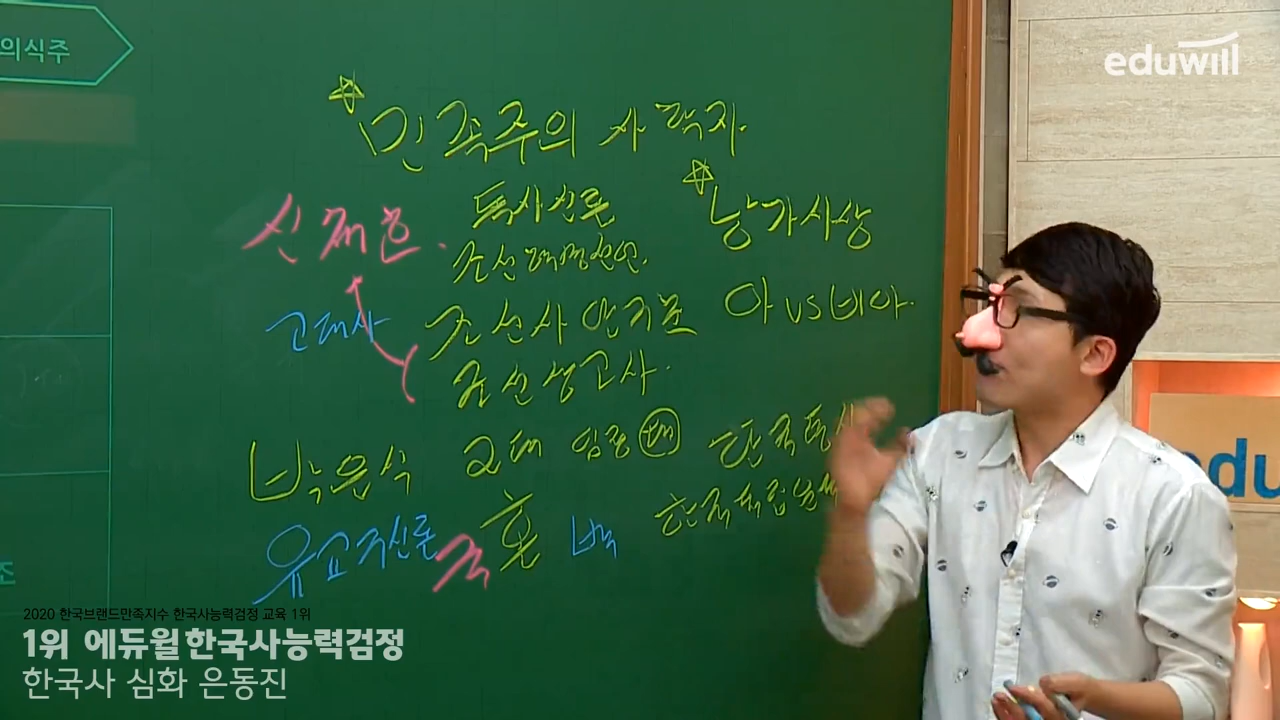 의식주
eduwill
민족주의 사학자.
신채호.
독사신론
조선혁명선언.
낭가사상
고대사
조선사연구초
아 vs 비아.
조선상고사.
박은식
2대 임정 대
한국통사
유교구신론
국
혼
백
한국독립운
edu
조
2020 한국브랜드만족지수 한국사능력검정 교육 1위
1위 에듀윌 한국사능력검정
한국사 심화 은동진